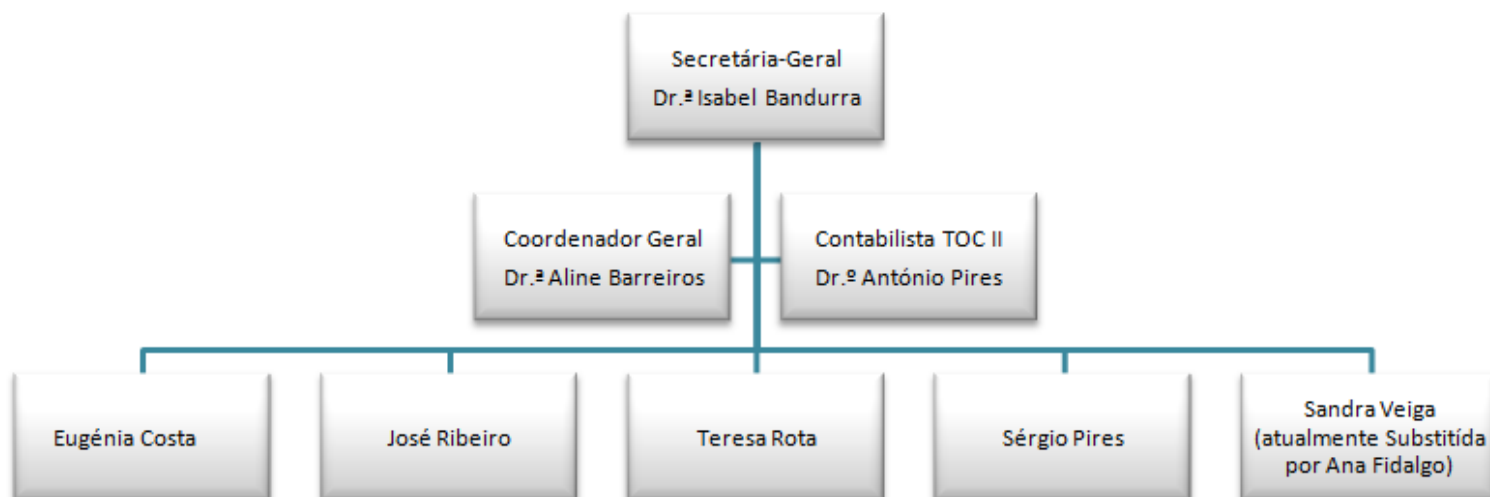 Secretária-Geral
Dr.ª Isabel Bandurra
Coordenador Geral
Dr.ª Aline Barreiros
Contabilista TOC II
Dr.º António Pires
Eugénia Costa
José Ribeiro
Teresa Rota
Sérgio Pires
Sandra Veiga
(atualmente Substitída
por Ana Fidalgo)